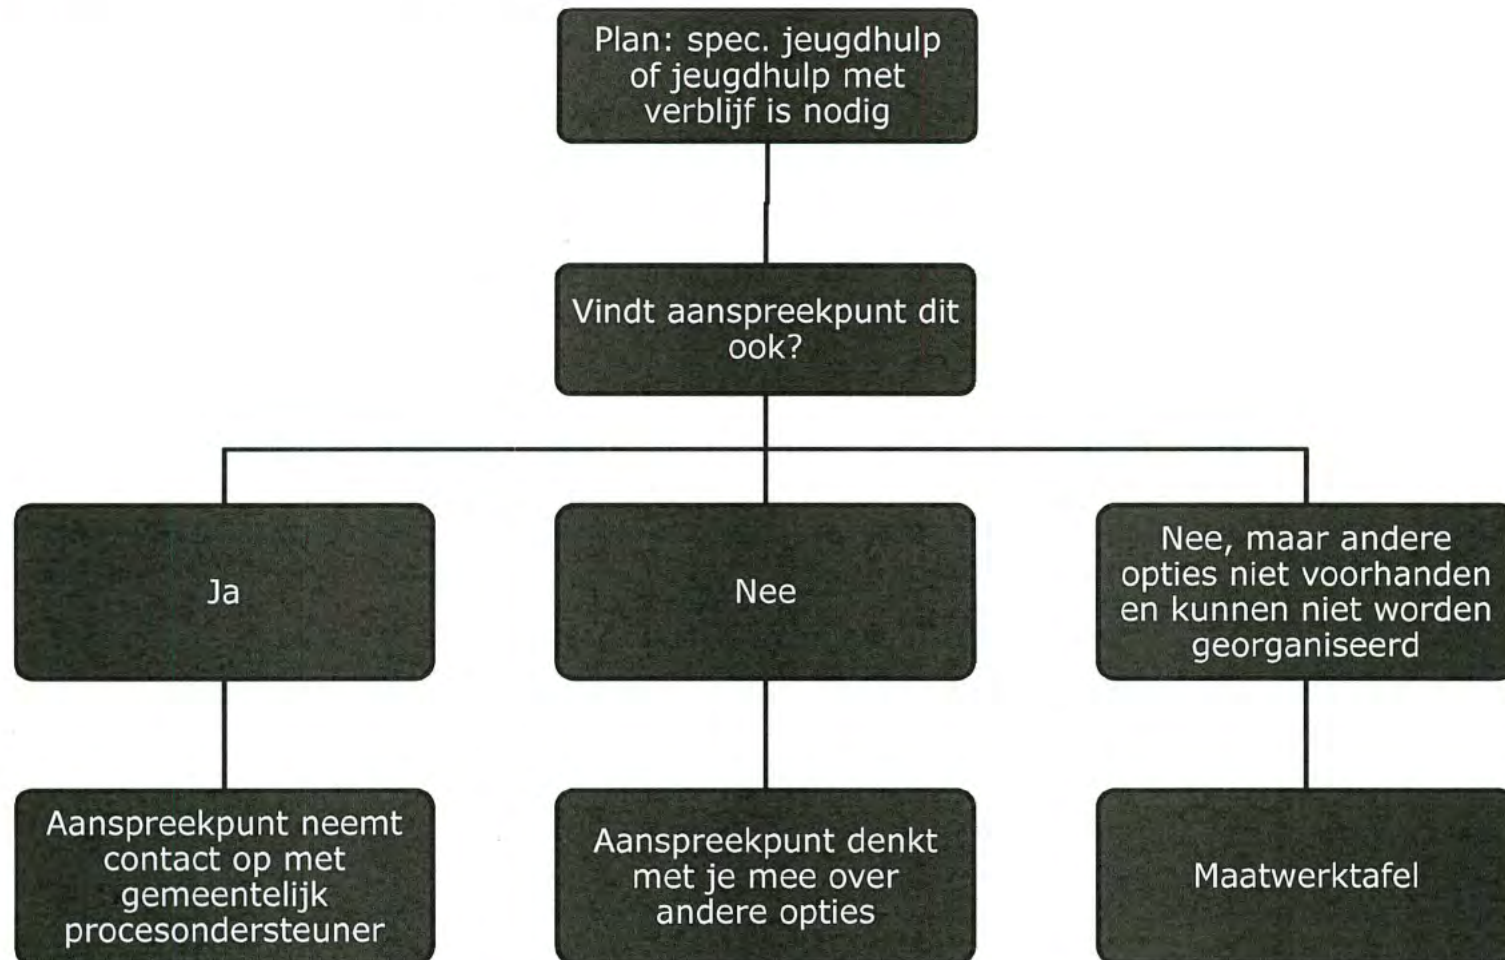 Plan: spec. jeugdhulp
of jeugdhulp met
verblijf is nodig
Vindt aanspreekpunt dit
ook?
Ja
Nee
Nee, maar andere
opties niet voorhanden
en kunnen niet worden
georganiseerd
Aanspreekpunt neemt
contact op met
gemeentelijk
procesondersteuner
Aanspreekpunt denkt
met je mee over
andere opties
Maatwerktafel